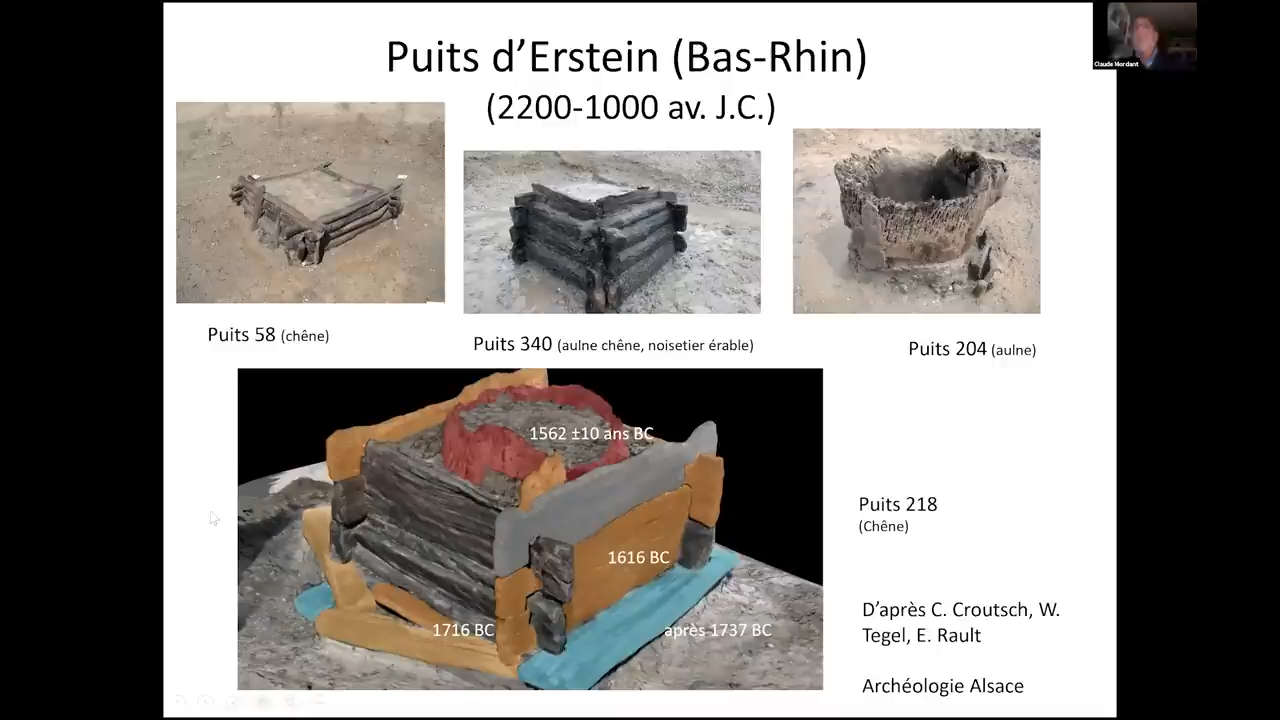 Puits d’Erstein (Bas-Rhin)
(2200-1000 av. J.C.)
Claude Mordant
Puits 58 (chêne)
Puits 340 (aulne chêne, noisetier érable)
Puits 204 (aulne)
1562 ±10 ans BC
1616 BC
1716 BC
après 1737 BC
Puits 218
(Chêne)
D’après C. Croutsch, W.
Tegel, E. Rault
Archéologie Alsace